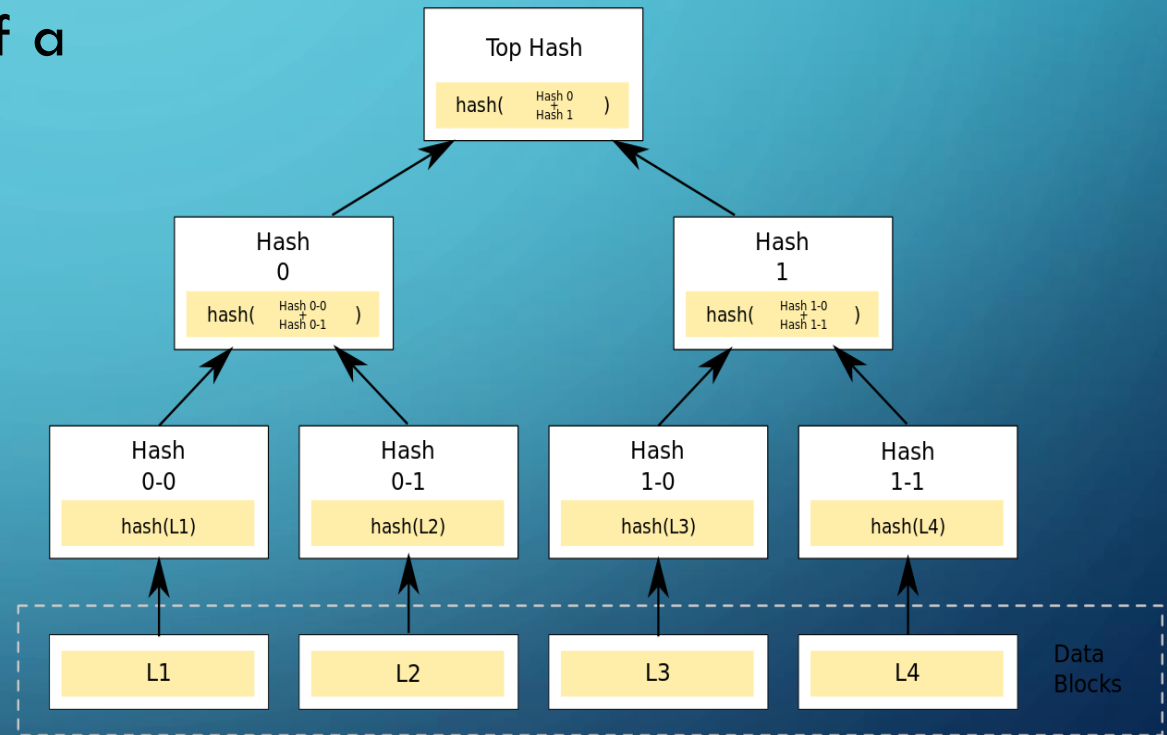 f a
Top Hash
hash( Hash 0 + Hash 1 )
Hash
0
hash( Hash 0-0 + Hash 0-1 )
Hash
1
hash( Hash 1-0 + Hash 1-1 )
Hash
0-0
hash(L1)
Hash
0-1
hash(L2)
Hash
1-0
hash(L3)
Hash
1-1
hash(L4)
L1
L2
L3
L4
Data
Blocks